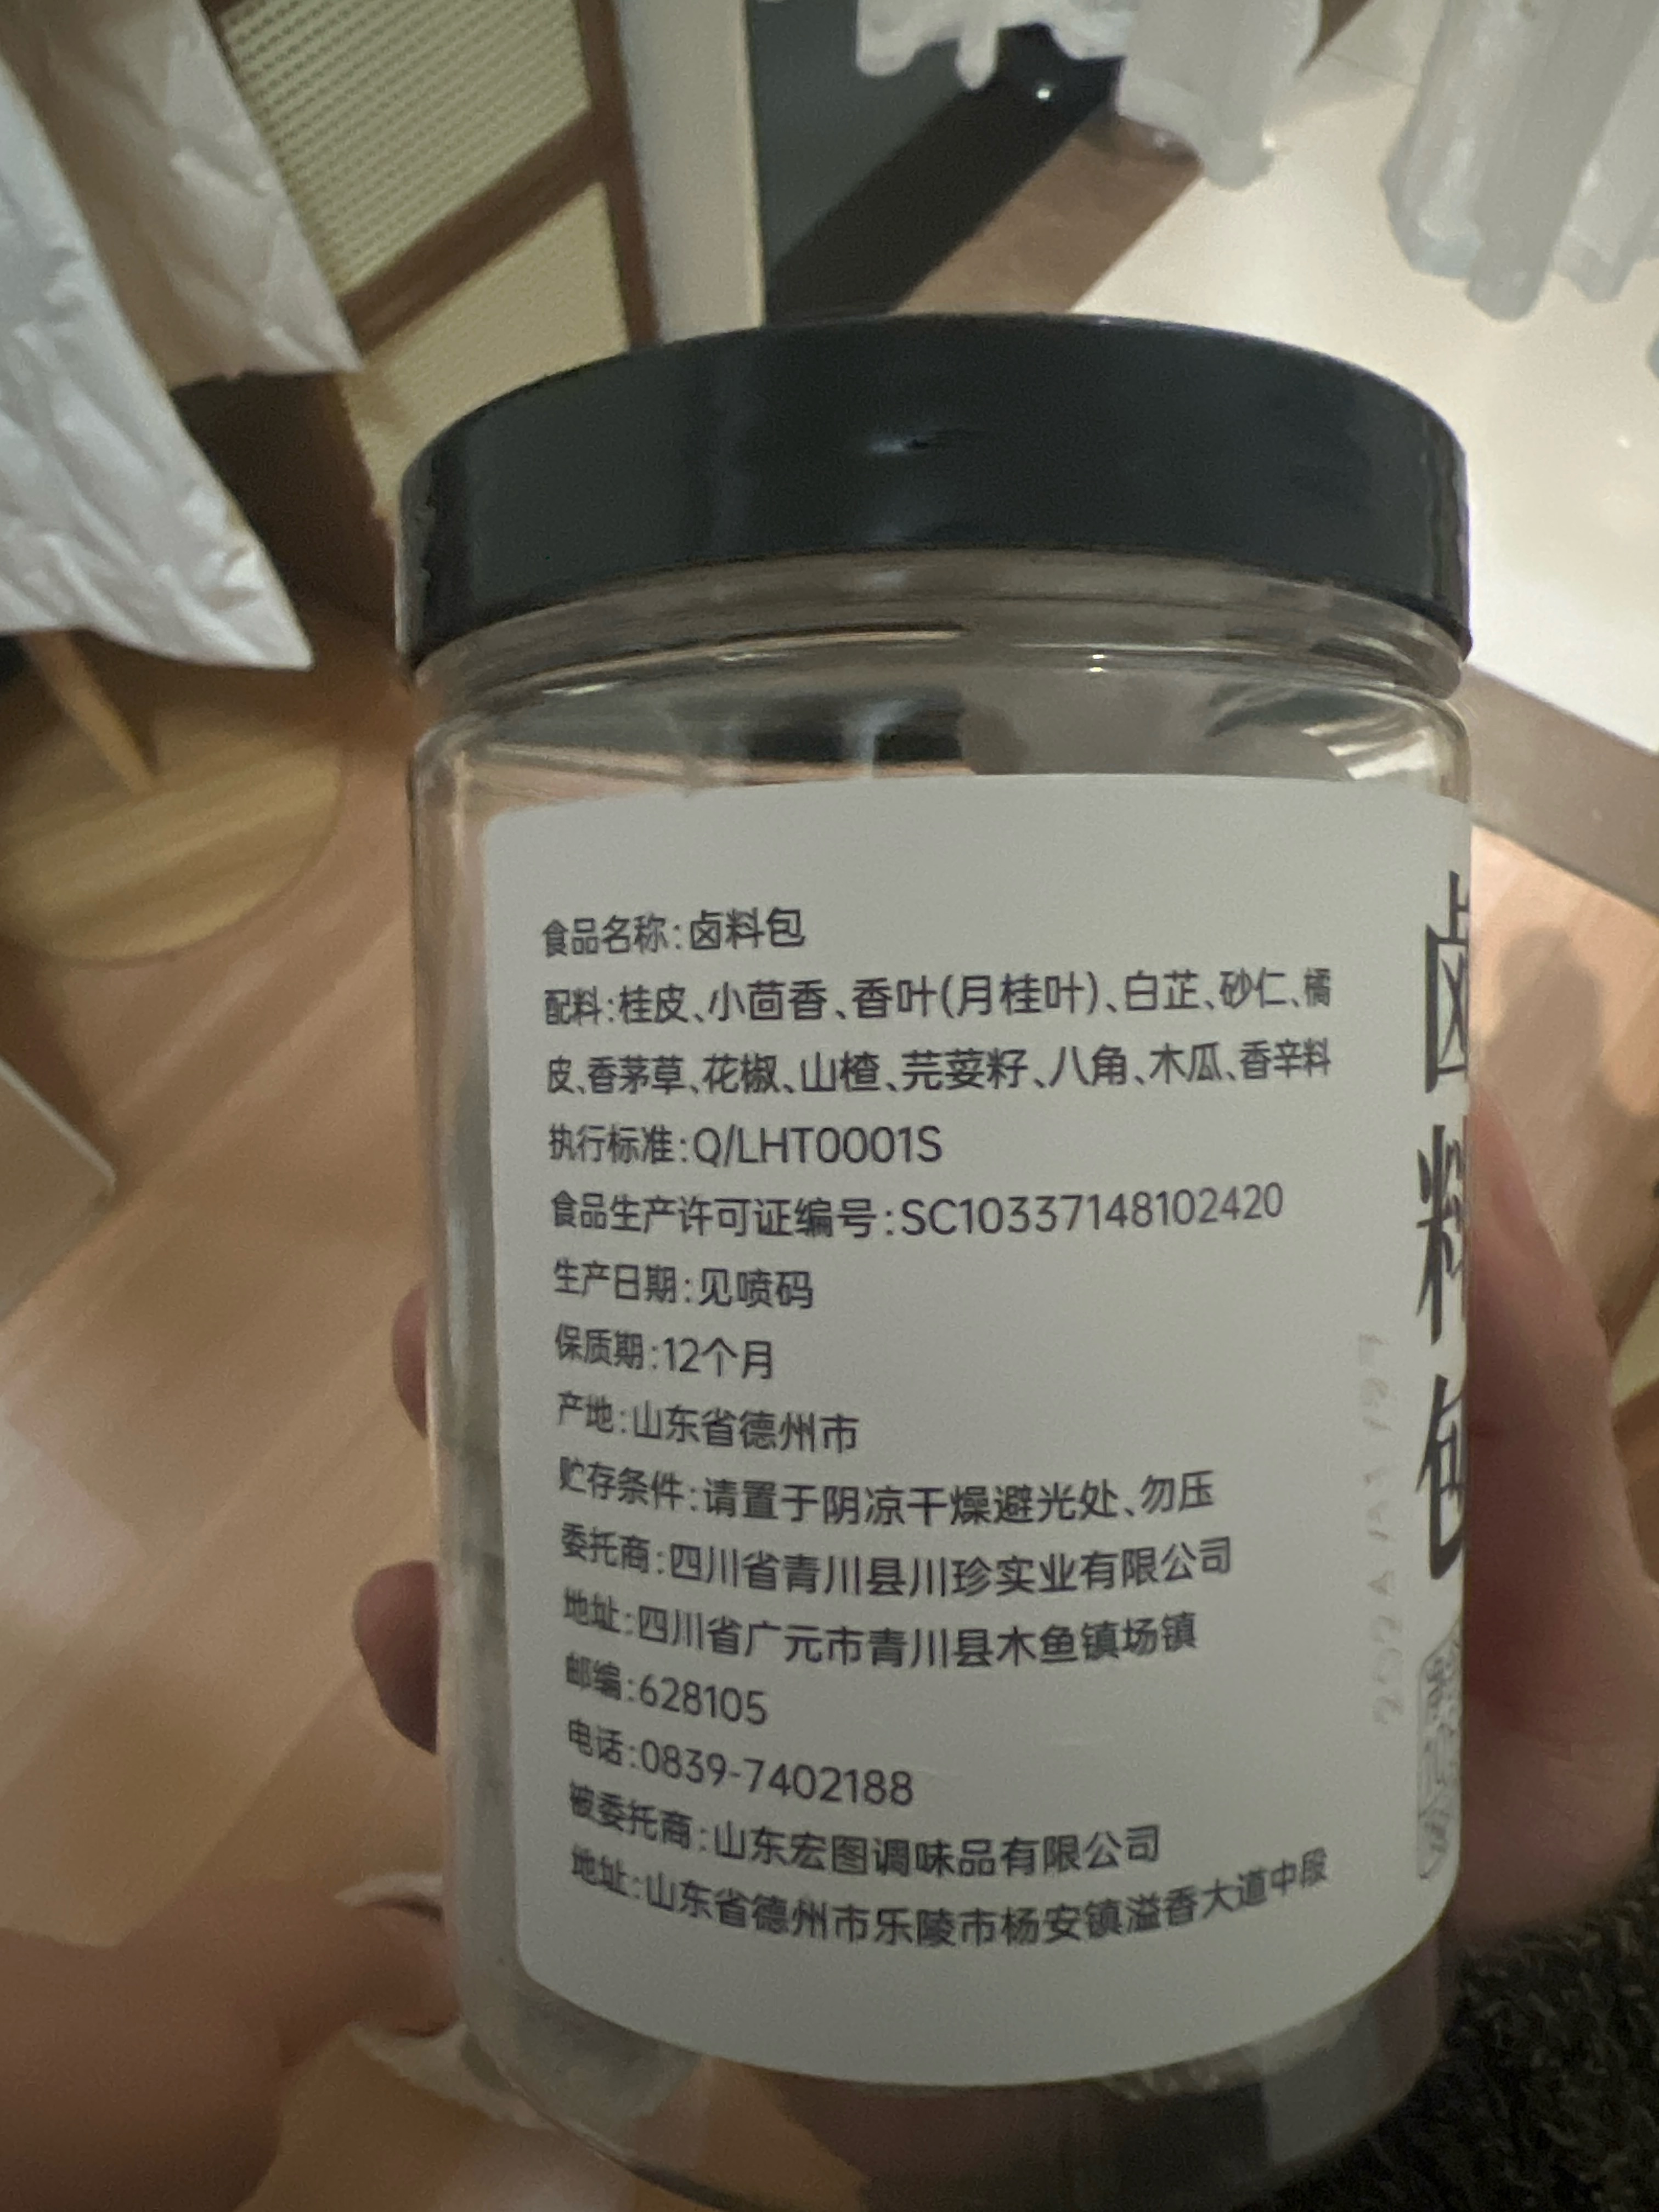 食品名称:卤料包
配料:桂皮、小茴香、香叶(月桂叶)、白芷、砂仁、橘
皮、香茅草、花椒、山楂、芫荽籽、八角、木瓜、香辛料
执行标准:Q/LHT0001S
食品生产许可证编号:SC10337148102420
生产日期:见喷码
保质期:12个月
产地:山东省德州市
贮存条件:请置于阴凉干燥避光处、勿压
委托商:四川省青川县川珍实业有限公司
地址:四川省广元市青川县木鱼镇场镇
邮编:628105
电话:0839-7402188
被委托商:山东宏图调味品有限公司
地址:山东省德州市乐陵市杨安镇溢香大道中段
卤料包